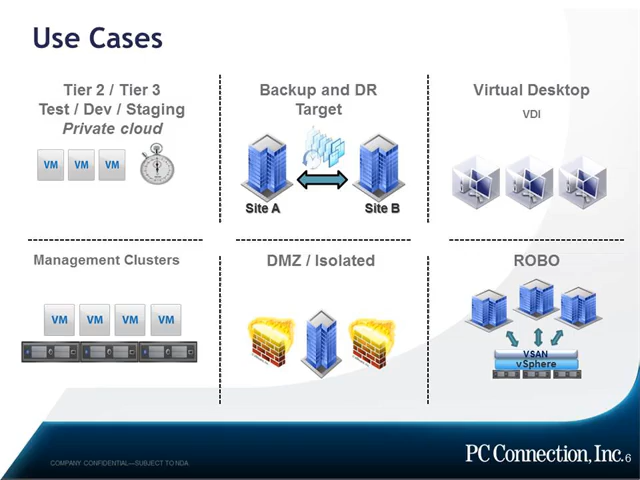 Use Cases
Tier 2 / Tier 3
Test / Dev / Staging
Private cloud
VM VM VM
Backup and DR
Target
Site A Site B
Virtual Desktop
VDI
Management Clusters
VM VM VM VM
DMZ / Isolated
ROBO
VSAN
vSphere
COMPANY CONFIDENTIAL—SUBJECT TO NDA
PC Connection, Inc. 6